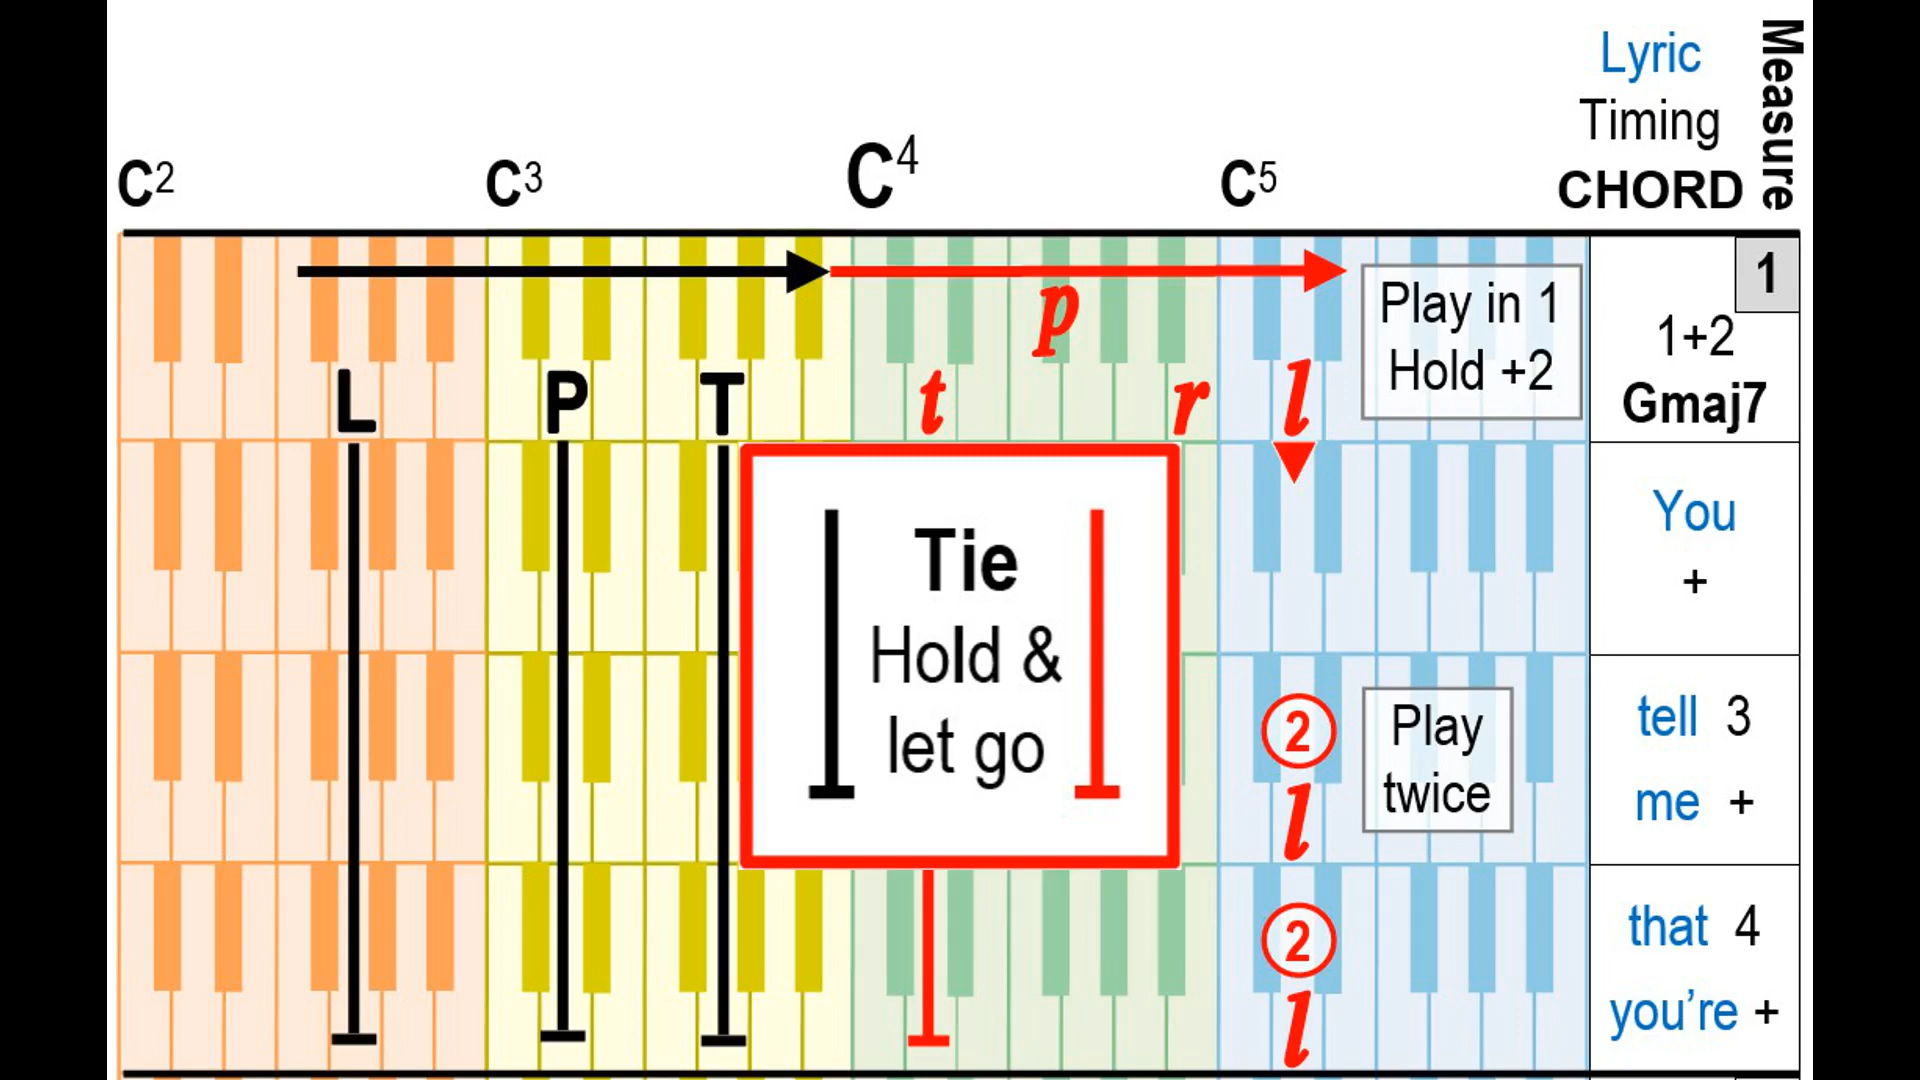 Lyric
Timing
CHORD
Measure
C2
C3
C4
C5
1
1+2
Gmaj7
Play in 1
Hold +2
p
L
P
T
t
r
l
Tie
Hold &
let go
You
+
2
l
Play
twice
tell 3
me +
2
l
that 4
you’re +